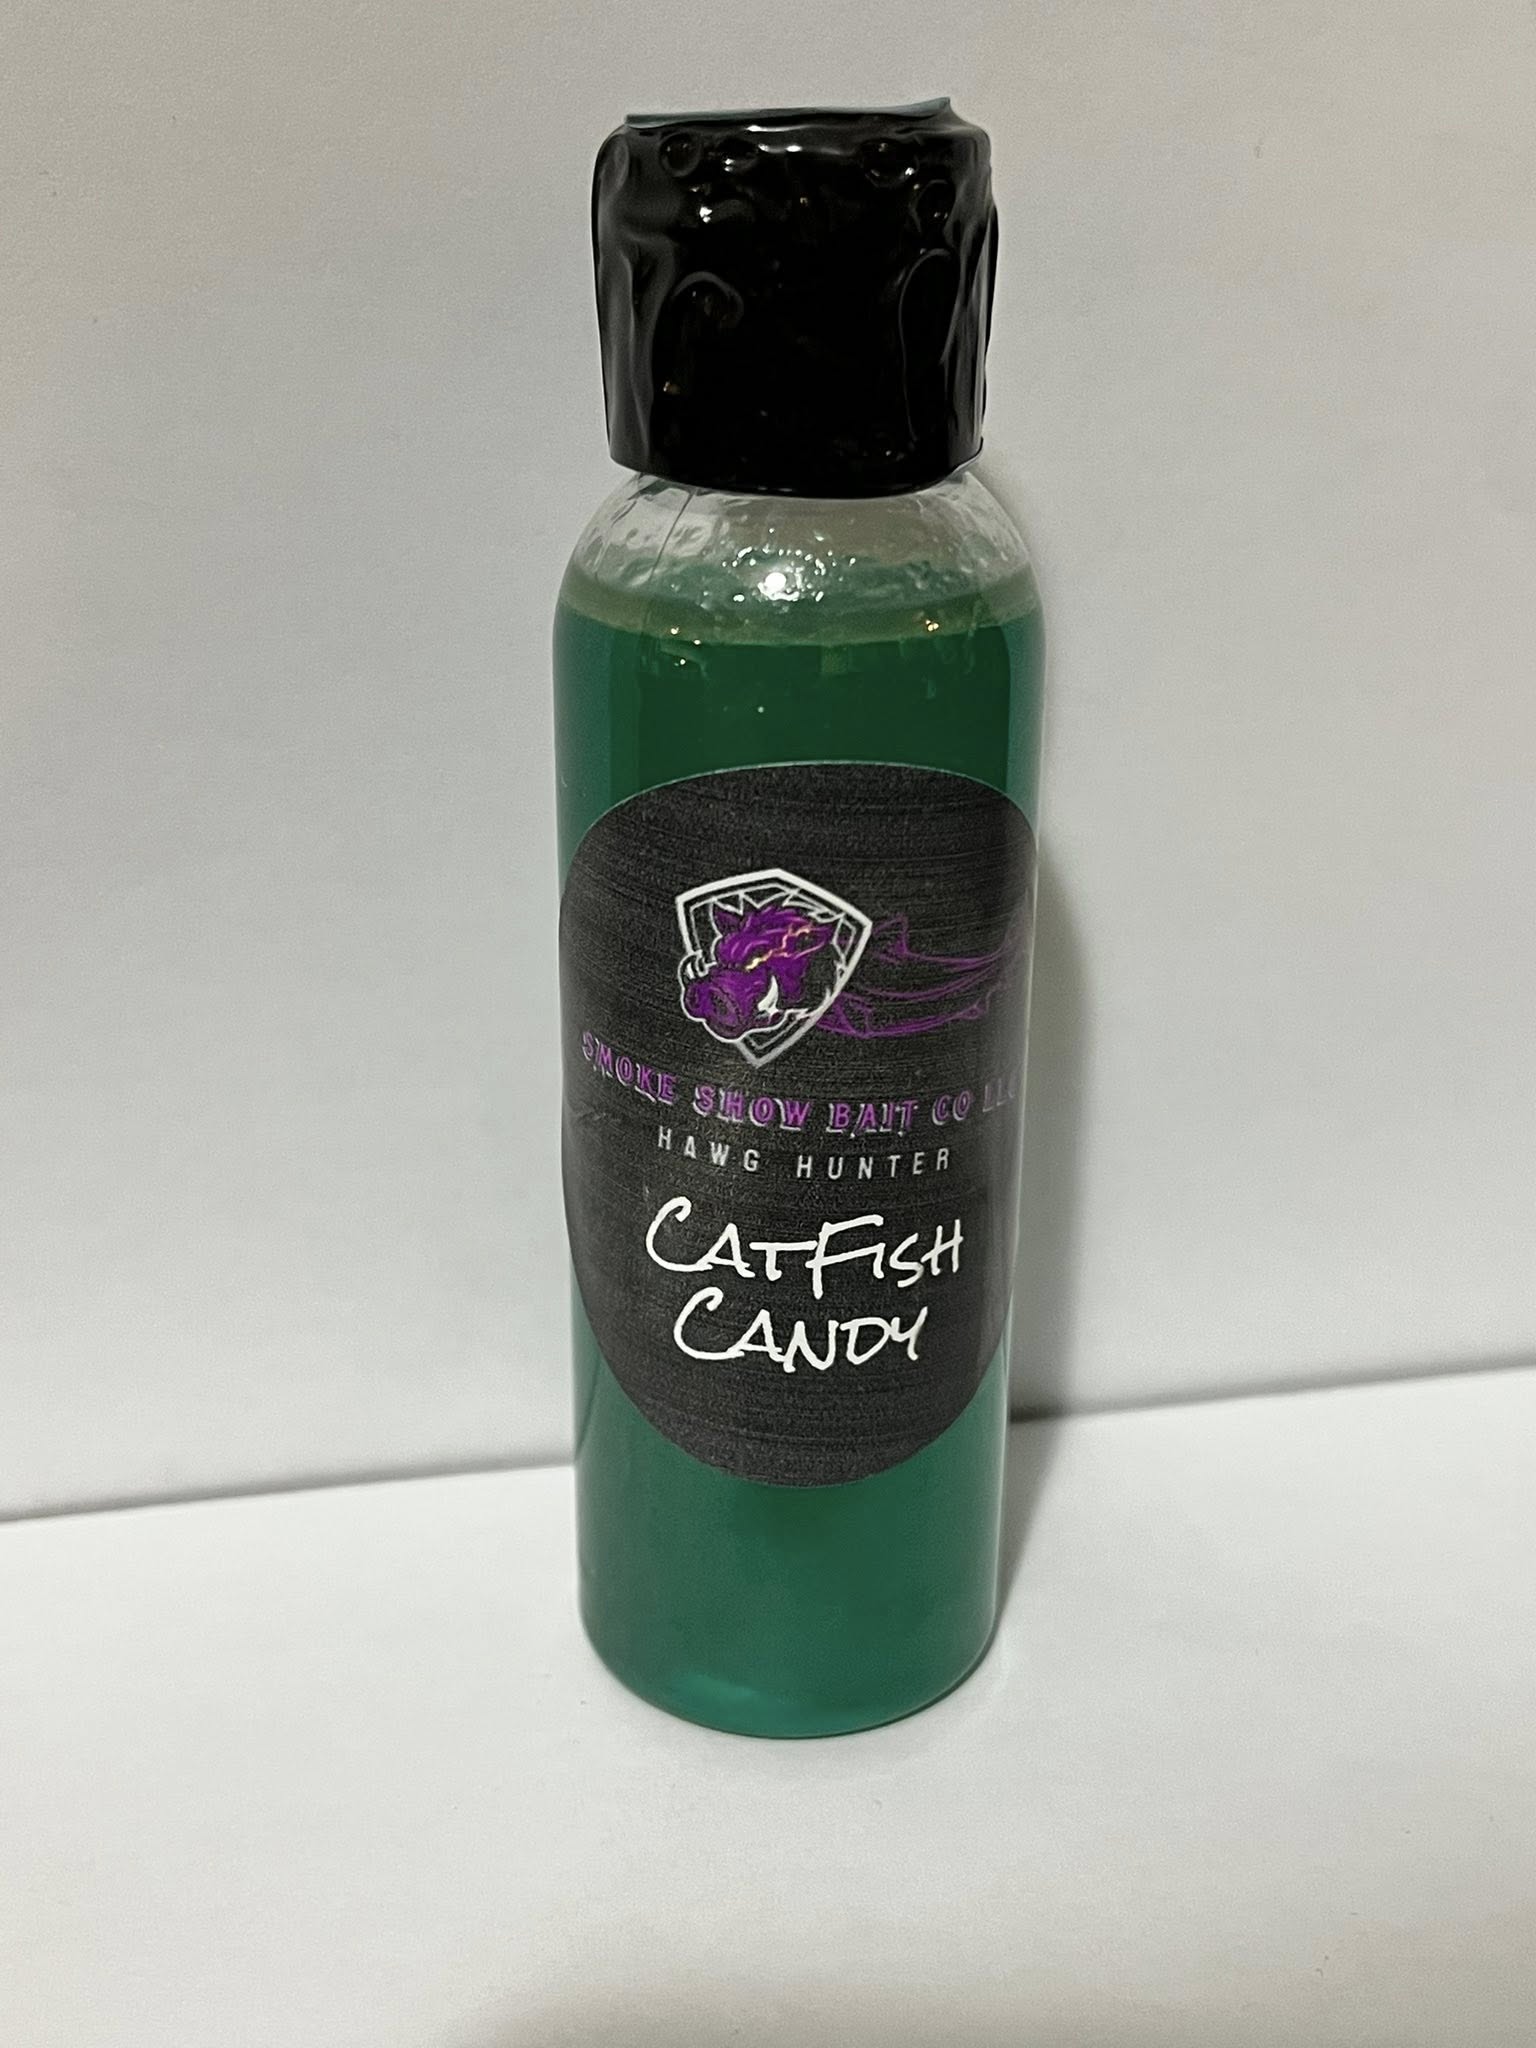 SMOKE SHOW BAIT CO LLC
HAWG HUNTER
CATFISH
CANDY